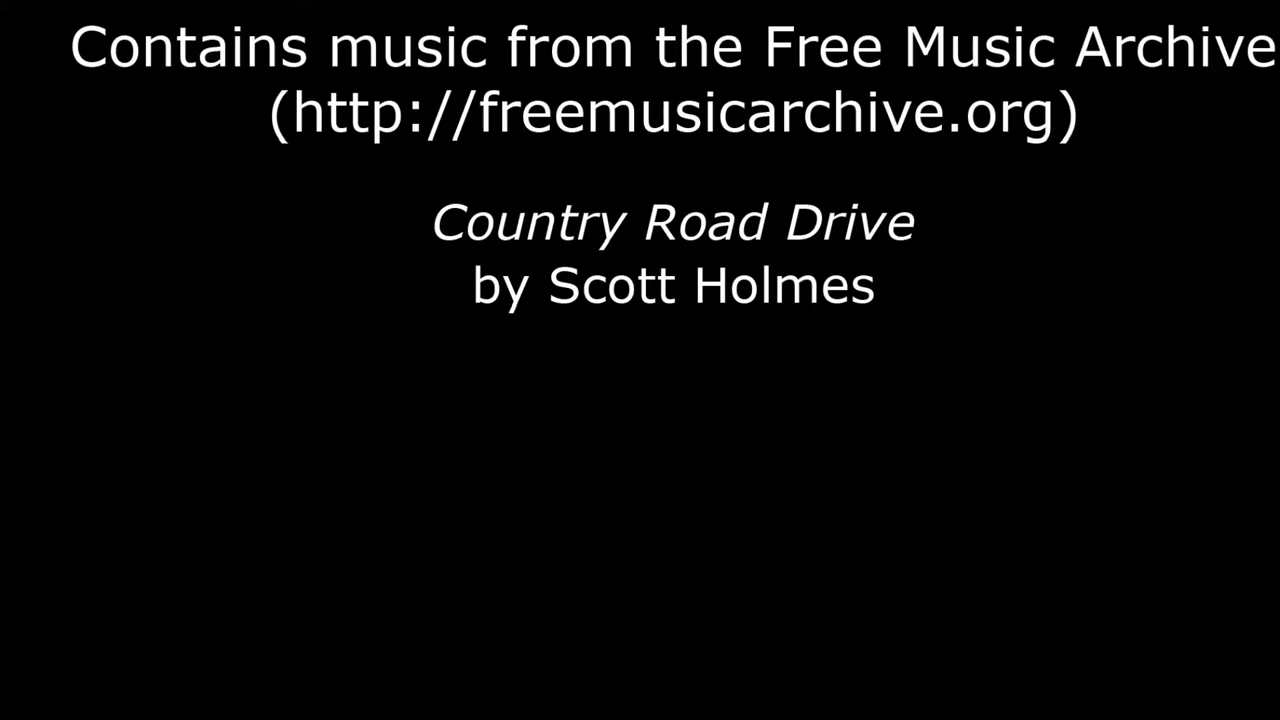 Contains music from the Free Music Archive
(http://freemusicarchive.org)
Country Road Drive
by Scott Holmes